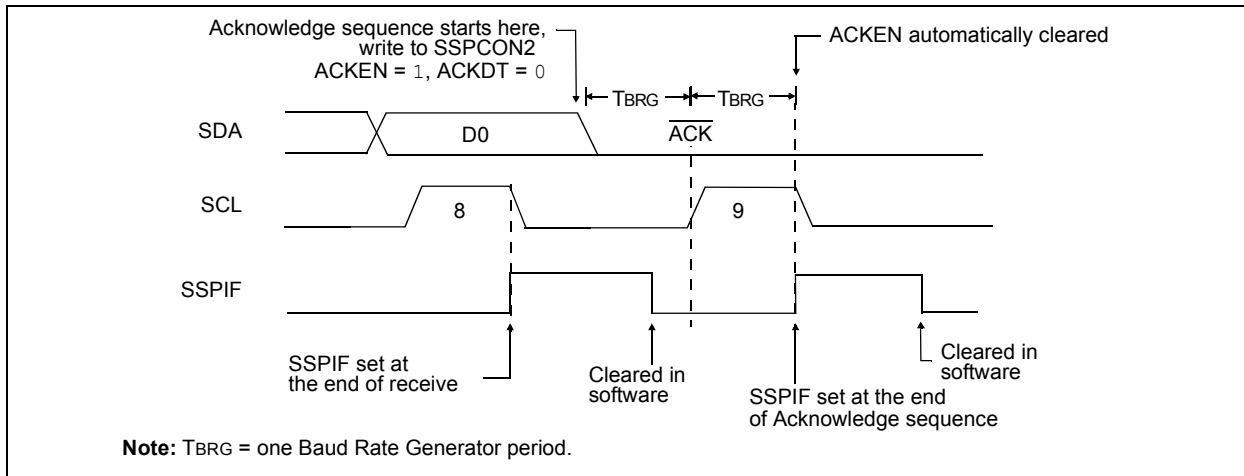 Acknowledge sequence starts here,
write to SSPCON2
ACKEN = 1, ACKDT = 0
ACKEN automatically cleared
TBRG
TBRG
SDA
D0
ACK
SCL
8
9
SSPIF
SSPIF set at
the end of receive
Cleared in
software
SSPIF set at the end
of Acknowledge sequence
Cleared in
software
Note: TBRG = one Baud Rate Generator period.